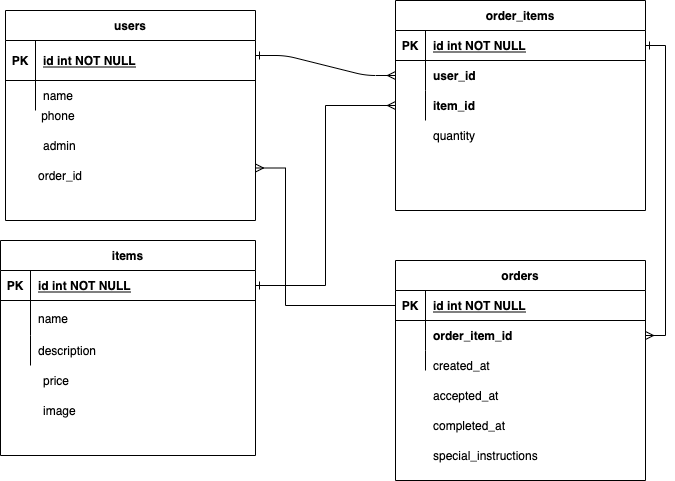 users
PK id int NOT NULL
name
phone
admin
order_id
items
PK id int NOT NULL
name
description
price
image
order_items
PK id int NOT NULL
user_id
item_id
quantity
orders
PK id int NOT NULL
order_item_id
created_at
accepted_at
completed_at
special_instructions